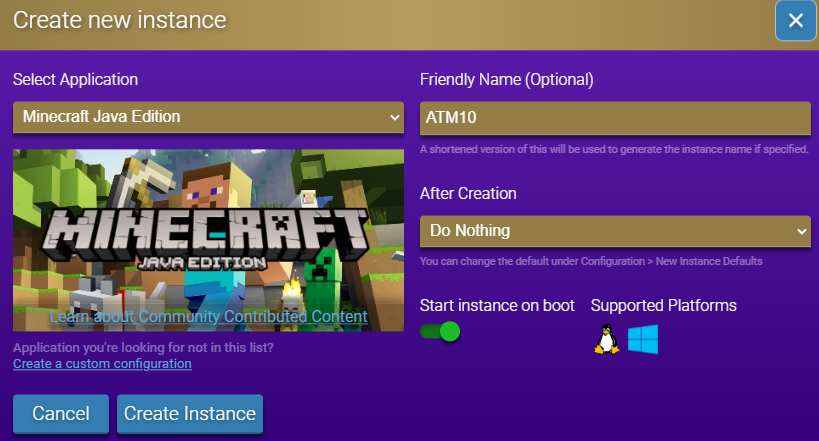 Create new instance
Select Application
Minecraft Java Edition
MINECRAFT
JAVA EDITION
Learn about Community Contributed Content
Application you're looking for not in this list?
Create a custom configuration
Cancel
Create Instance
Friendly Name (Optional)
ATM10
A shortened version of this will be used to generate the instance name if specified.
After Creation
Do Nothing
You can change the default under Configuration > New Instance Defaults
Start instance on boot
Supported Platforms